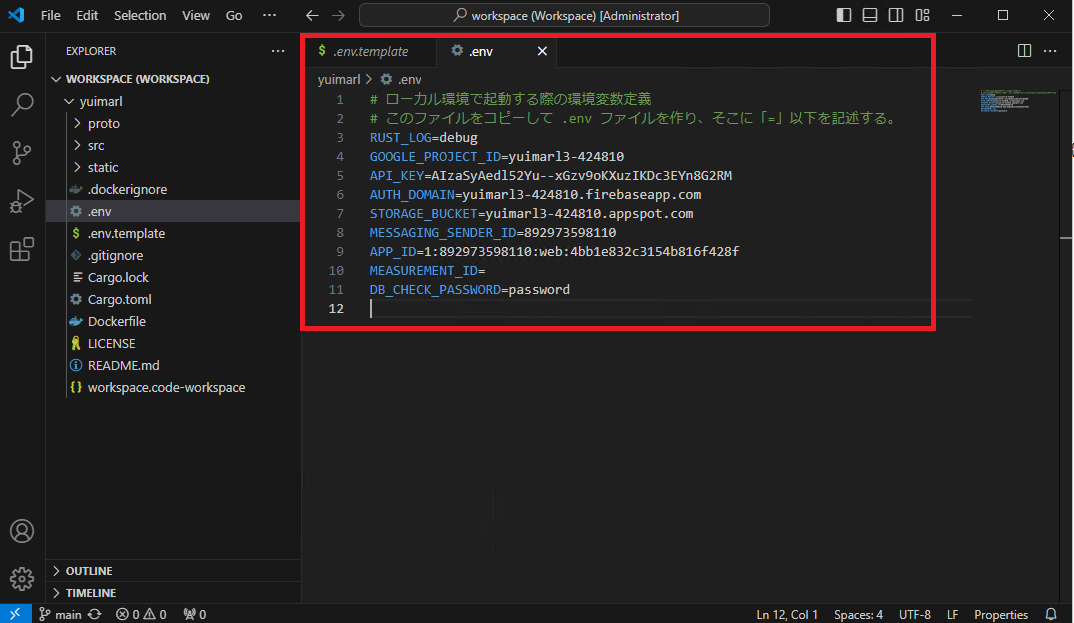 File Edit Selection View Go ··· workspace (Workspace) [Administrator]
EXPLORER ···
WORKSPACE (WORKSPACE)
yuimarl
proto
src
static
.dockerignore
.env
.env.template
.gitignore
Cargo.lock
Cargo.toml
Dockerfile
LICENSE
README.md
workspace.code-workspace
OUTLINE
TIMELINE
$ .env.template .env
yuimarl > .env
1 # ローカル環境で起動する際の環境変数定義
2 # このファイルをコピーして .env ファイルを作り、そこに「=」以下を記述する。
3 RUST_LOG=debug
4 GOOGLE_PROJECT_ID=yuimarl3-424810
5 API_KEY=AIzaSyAedl52Yu--xGzv9oKXuzIKDc3EYn8G2RM
6 AUTH_DOMAIN=yuimarl3-424810.firebaseapp.com
7 STORAGE_BUCKET=yuimarl3-424810.appspot.com
8 MESSAGING_SENDER_ID=892973598110
9 APP_ID=1:892973598110:web:4bb1e832c3154b816f428f
10 MEASUREMENT_ID=
11 DB_CHECK_PASSWORD=password
12
main 0 0 0 Ln 12, Col 1 Spaces: 4 UTF-8 LF Properties